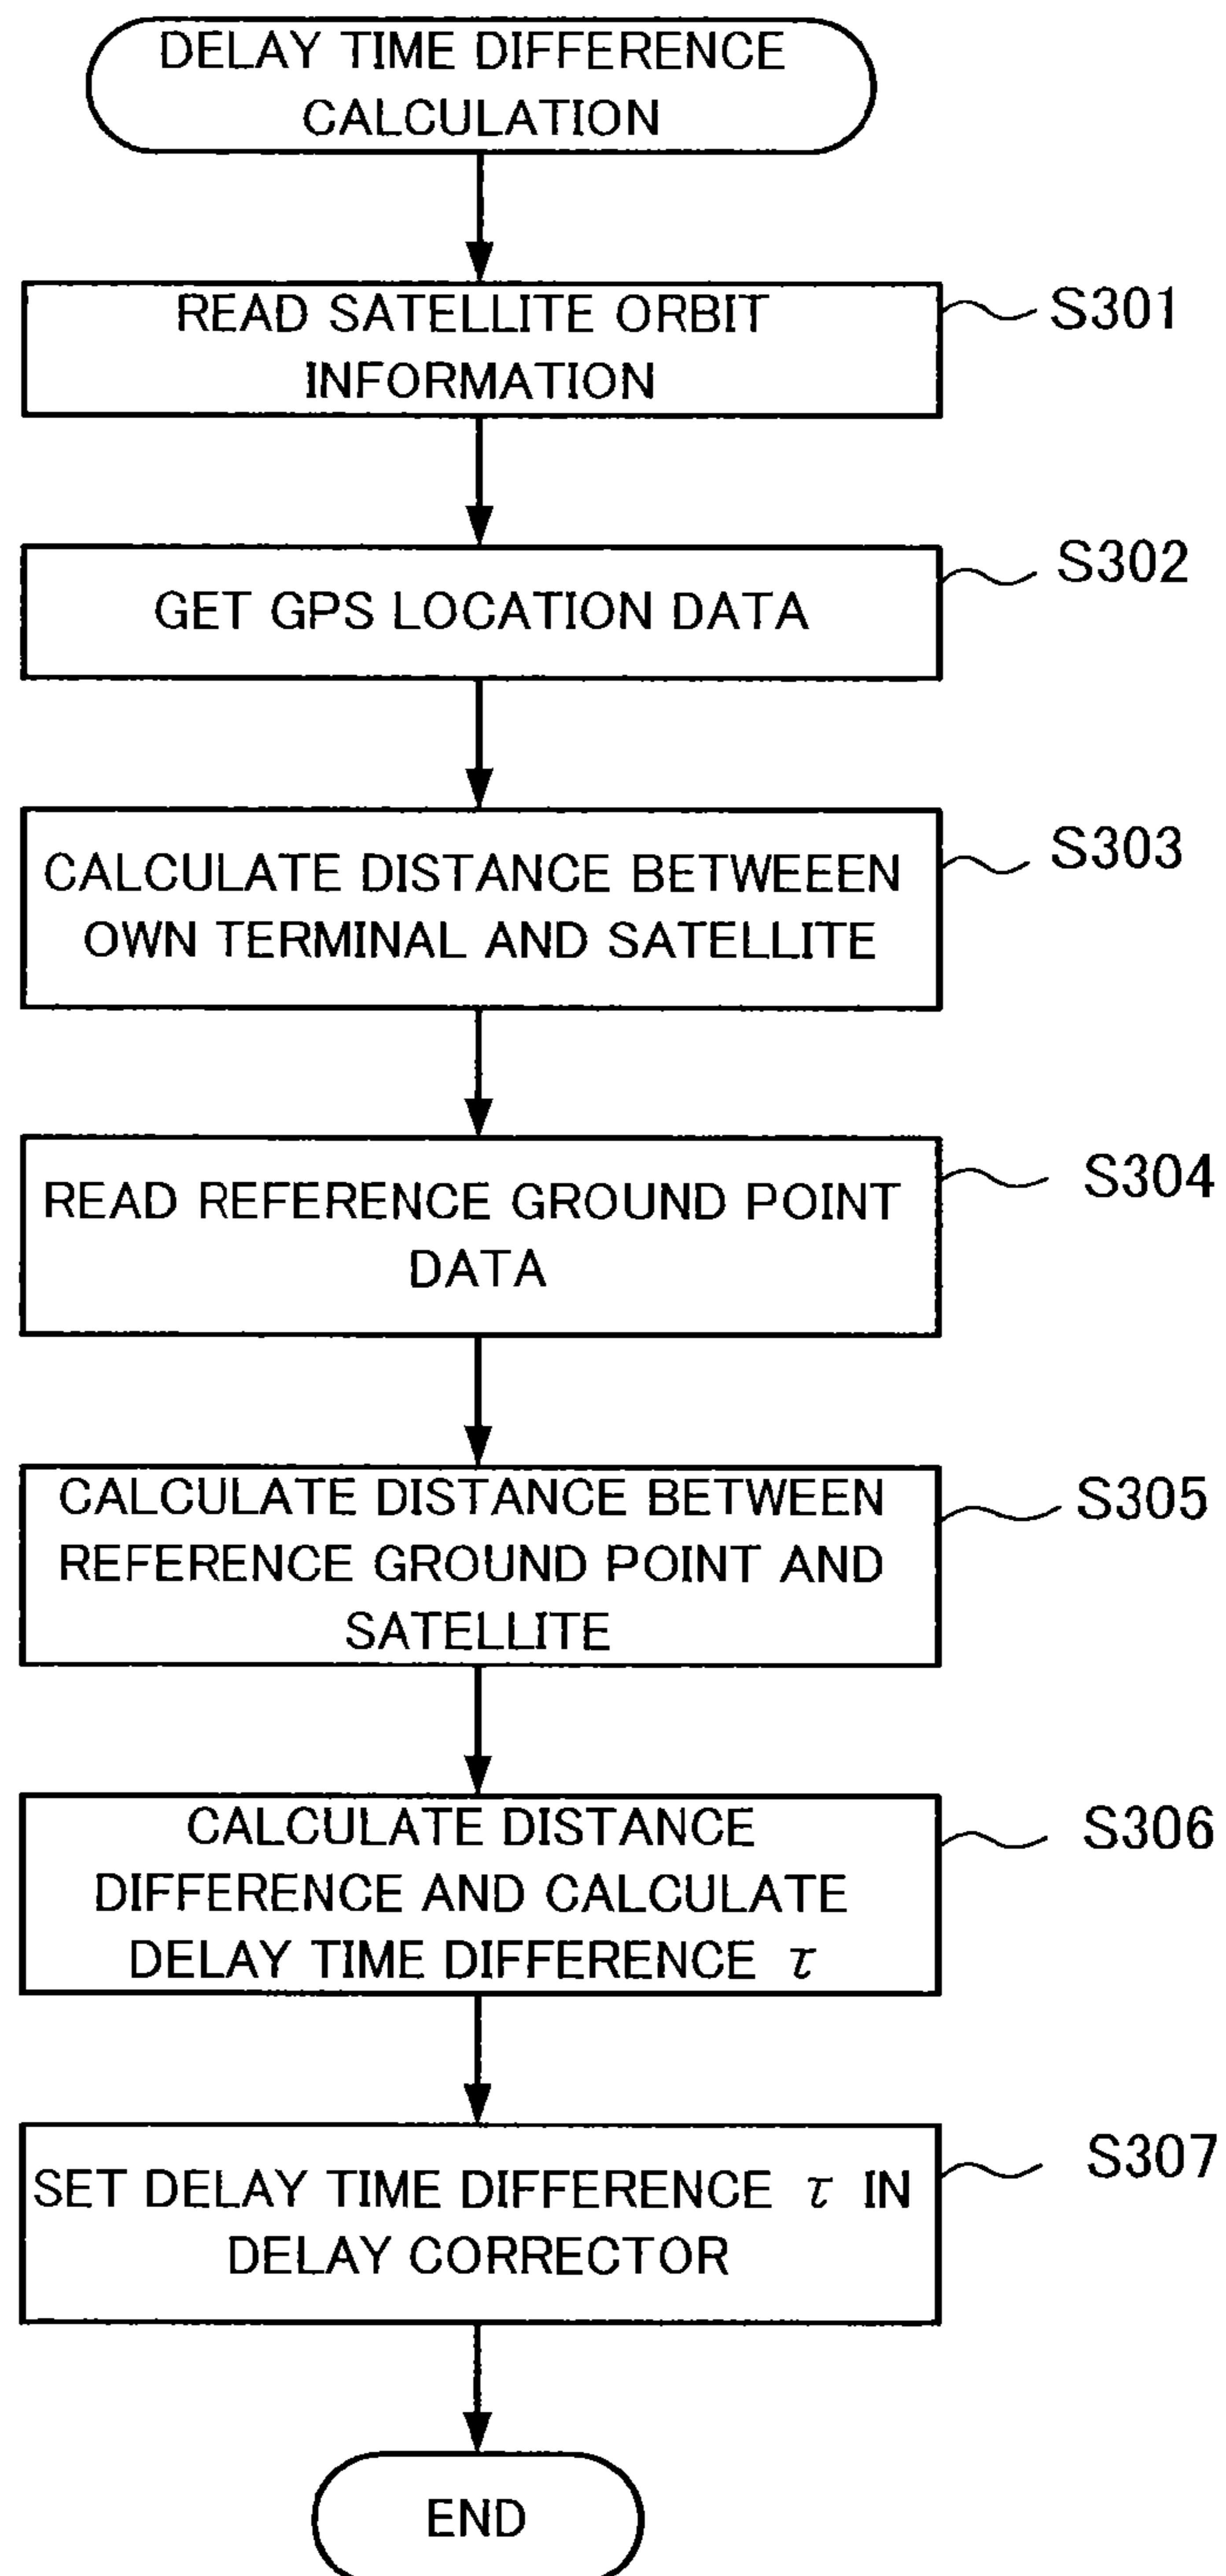 DELAY TIME DIFFERENCE
CALCULATION
READ SATELLITE ORBIT
INFORMATION
S301
GET GPS LOCATION DATA
S302
CALCULATE DISTANCE BETWEEEN
OWN TERMINAL AND SATELLITE
S303
READ REFERENCE GROUND POINT
DATA
S304
CALCULATE DISTANCE BETWEEN
REFERENCE GROUND POINT AND
SATELLITE
S305
CALCULATE DISTANCE
DIFFERENCE AND CALCULATE
DELAY TIME DIFFERENCE τ
S306
SET DELAY TIME DIFFERENCE τ IN
DELAY CORRECTOR
S307
END